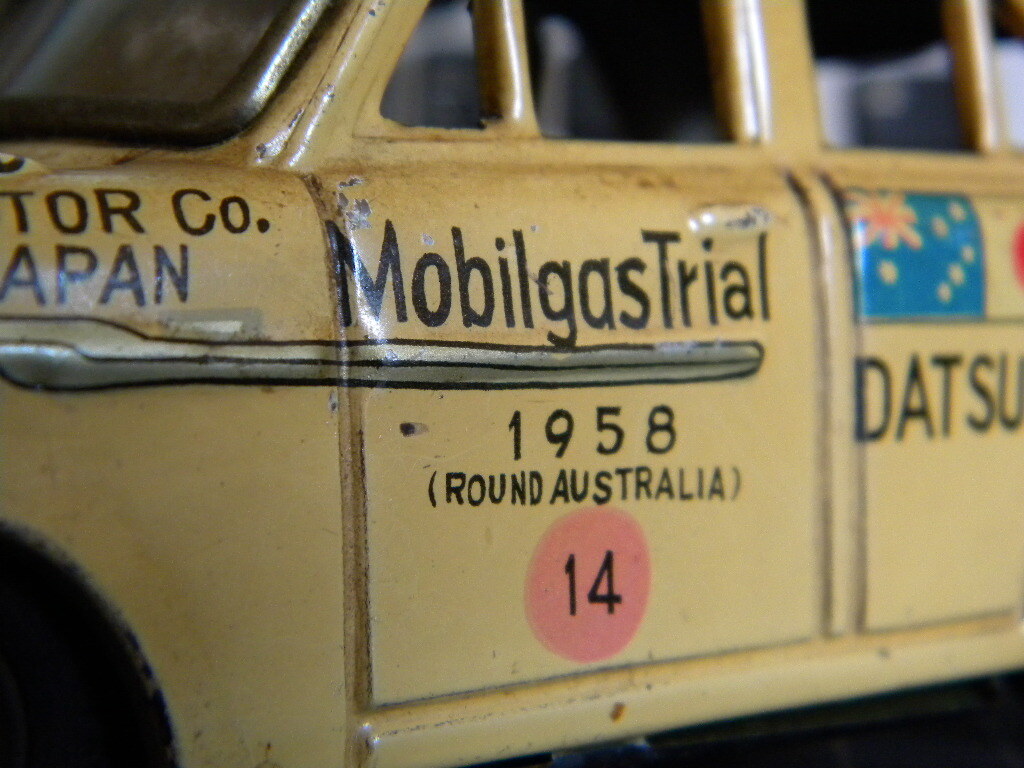 TOR Co.
APAN
MobilgasTrial
1958
(ROUND AUSTRALIA)
14
DATSU